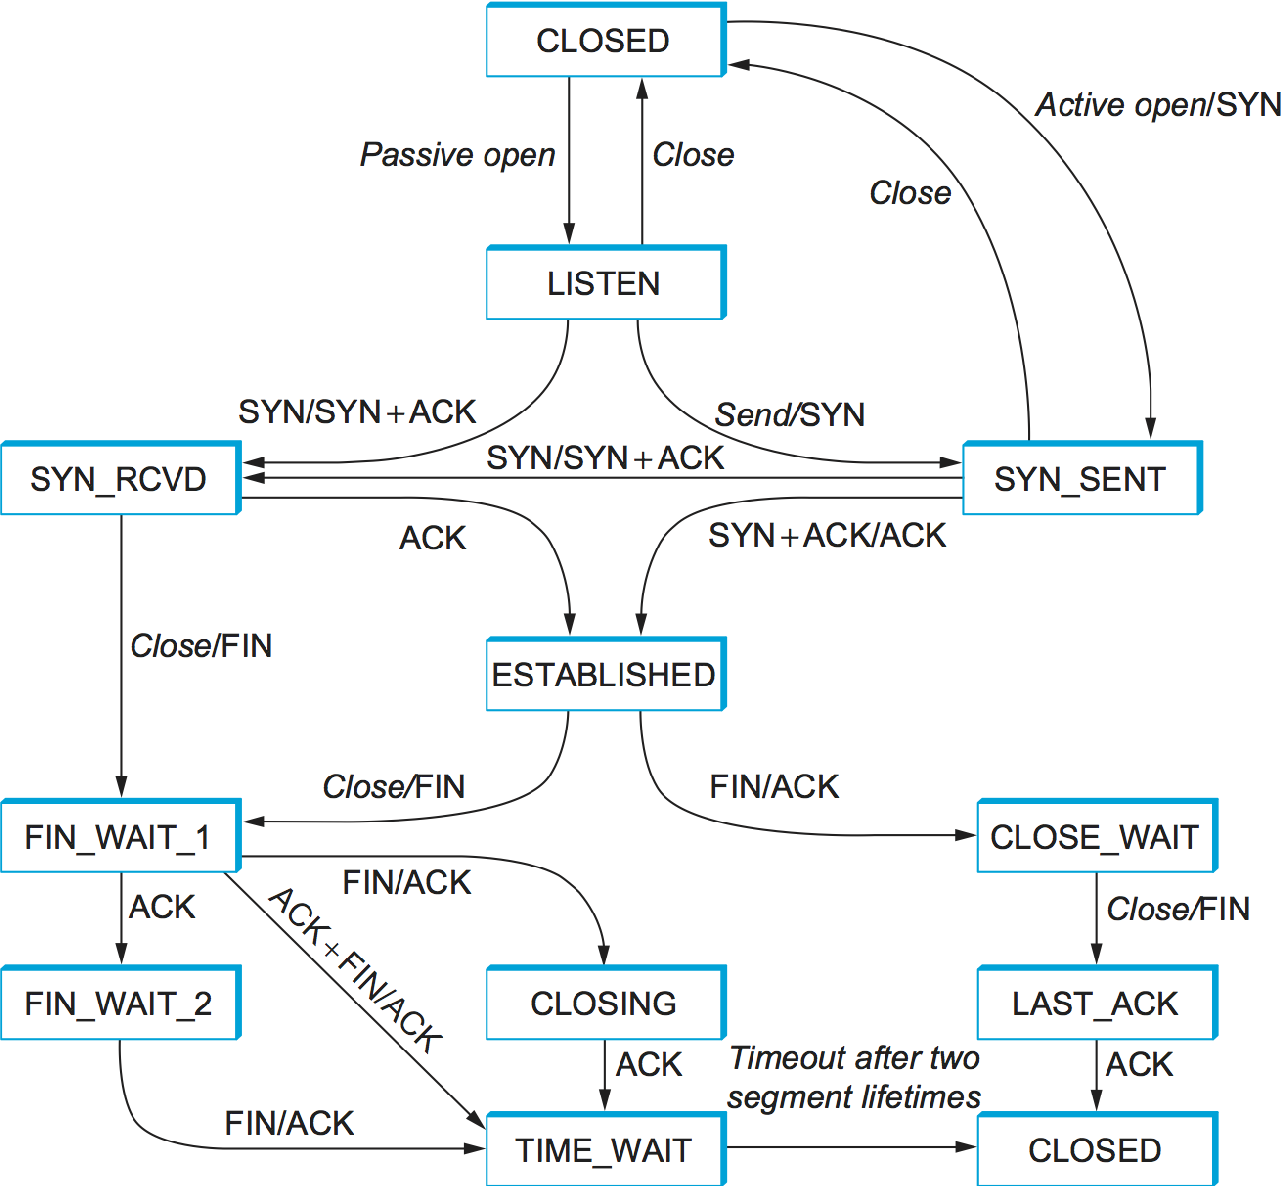 CLOSED
Active open/SYN
Passive open
Close
Close
LISTEN
SYN/SYN+ACK
Send/SYN
SYN/SYN+ACK
SYN_RCVD
SYN_SENT
ACK
SYN+ACK/ACK
Close/FIN
ESTABLISHED
Close/FIN
FIN/ACK
FIN_WAIT_1
CLOSE_WAIT
FIN/ACK
ACK
ACK+FIN/ACK
Close/FIN
FIN_WAIT_2
CLOSING
LAST_ACK
ACK
Timeout after two
segment lifetimes
ACK
FIN/ACK
TIME_WAIT
CLOSED